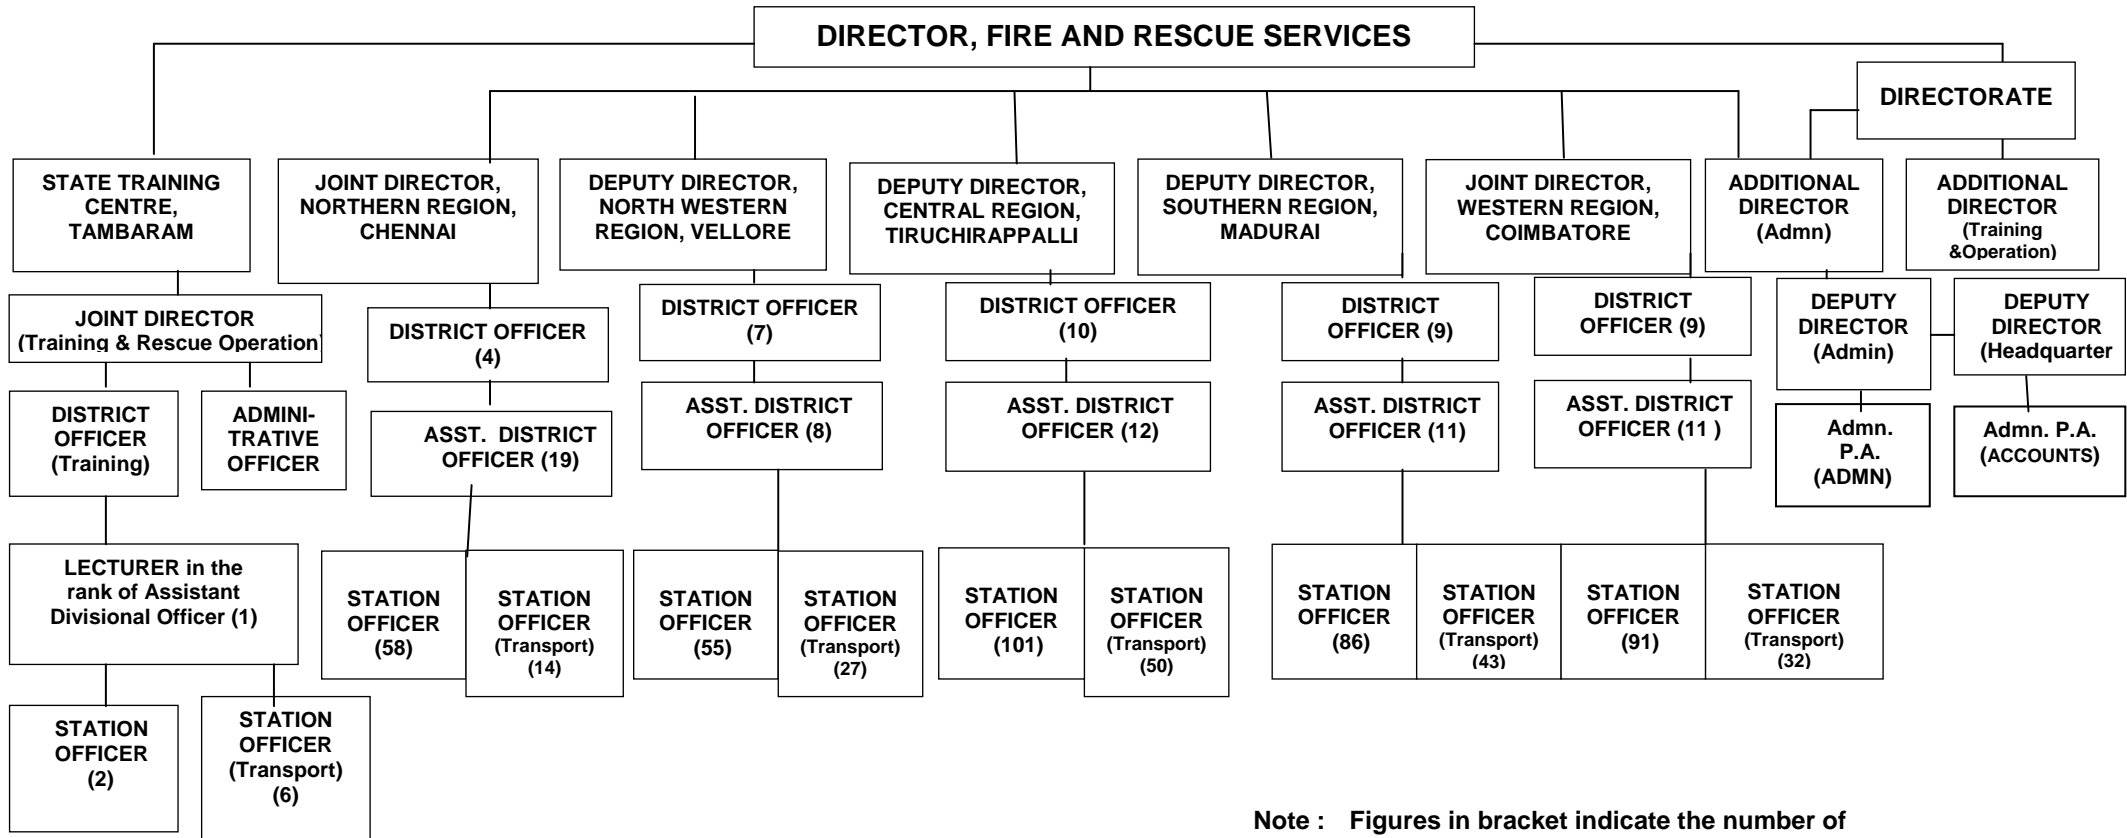 DIRECTOR, FIRE AND RESCUE SERVICES
DIRECTORATE
STATE TRAINING
CENTRE,
TAMBARAM
JOINT DIRECTOR,
NORTHERN REGION,
CHENNAI
DEPUTY DIRECTOR,
NORTH WESTERN
REGION, VELLORE
DEPUTY DIRECTOR,
CENTRAL REGION,
TIRUCHIRAPPALLI
DEPUTY DIRECTOR,
SOUTHERN REGION,
MADURAI
JOINT DIRECTOR,
WESTERN REGION,
COIMBATORE
ADDITIONAL
DIRECTOR
(Admn)
ADDITIONAL
DIRECTOR
(Training
&Operation)
JOINT DIRECTOR
(Training & Rescue Operation)
DISTRICT OFFICER
(4)
DISTRICT OFFICER
(7)
DISTRICT OFFICER
(10)
DISTRICT
OFFICER (9)
DISTRICT
OFFICER (9)
DEPUTY
DIRECTOR
(Admin)
DEPUTY
DIRECTOR
(Headquarter
DISTRICT
OFFICER
(Training)
ADMINI-
TRATIVE
OFFICER
ASST. DISTRICT
OFFICER (19)
ASST. DISTRICT
OFFICER (8)
ASST. DISTRICT
OFFICER (12)
ASST. DISTRICT
OFFICER (11)
ASST. DISTRICT
OFFICER (11 )
Admn.
P.A.
(ADMN)
Admn. P.A.
(ACCOUNTS)
LECTURER in the
rank of Assistant
Divisional Officer (1)
STATION
OFFICER
(58)
STATION
OFFICER
(Transport)
(14)
STATION
OFFICER
(55)
STATION
OFFICER
(Transport)
(27)
STATION
OFFICER
(101)
STATION
OFFICER
(Transport)
(50)
STATION
OFFICER
(86)
STATION
OFFICER
(Transport)
(43)
STATION
OFFICER
(91)
STATION
OFFICER
(Transport)
(32)
STATION
OFFICER
(2)
STATION
OFFICER
(Transport)
(6)
Note : Figures in bracket indicate the number of